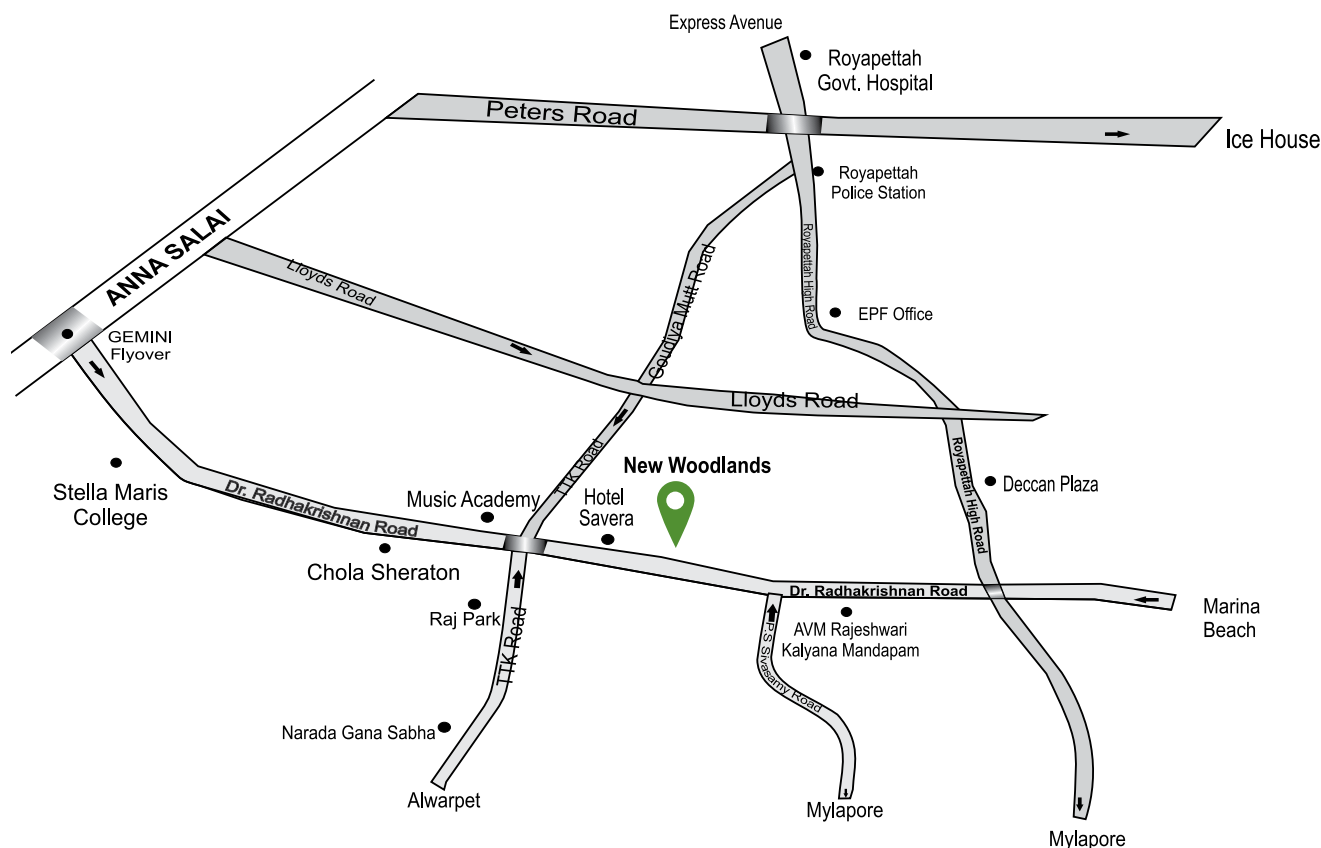 Express Avenue
Royapettah
Govt. Hospital
Peters Road
Ice House
Royapettah
Police Station
ANNA SALAI
Lloyds Road
Goudiya Mutt Road
Royapettah High Road
EPF Office
GEMINI
Flyover
Lloyds Road
TTK Road
Royapettah High Road
New Woodlands
Deccan Plaza
Stella Maris
College
Dr. Radhakrishnan Road
Music Academy
Hotel
Savera
Chola Sheraton
Dr. Radhakrishnan Road
Marina
Beach
Raj Park
TTK Road
P.S Sivasamy Road
AVM Rajeshwari
Kalyana Mandapam
Narada Gana Sabha
Alwarpet
Mylapore
Mylapore